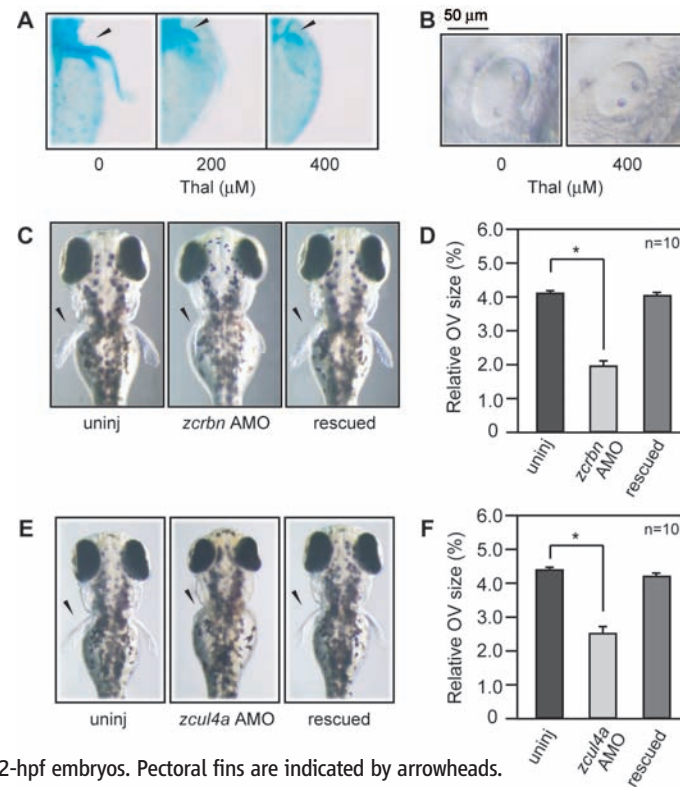 A
B
50 μm
0
200
400
Thal (μM)
0
400
Thal (μM)
C
uninj
zcrbn AMO
rescued
D
Relative OV size (%)
6.0
5.0
4.0
3.0
2.0
1.0
0
n=10
*
uninj
zcrbn
AMO
rescued
E
uninj
zcul4a AMO
rescued
F
Relative OV size (%)
6.0
5.0
4.0
3.0
2.0
1.0
0
n=10
*
uninj
zcul4a
AMO
rescued
2-hpf embryos. Pectoral fins are indicated by arrowheads.